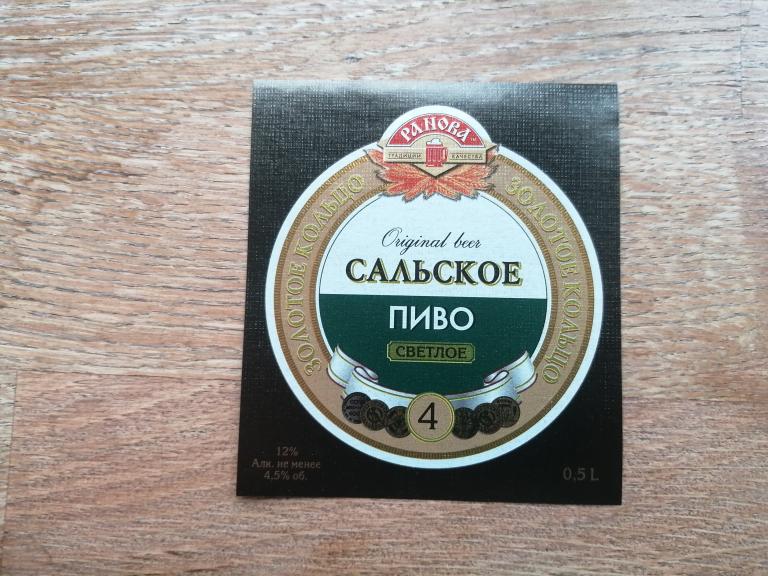 РАНОВА
ТРАДИЦИИ КАЧЕСТВА
ЗОЛОТОЕ КОЛЬЦО
ЗОЛОТОЕ КОЛЬЦО
Original beer
САЛЬСКОЕ
ПИВО
СВЕТЛОЕ
4
12%
Алк. не менее
4,5% об.
0,5 L